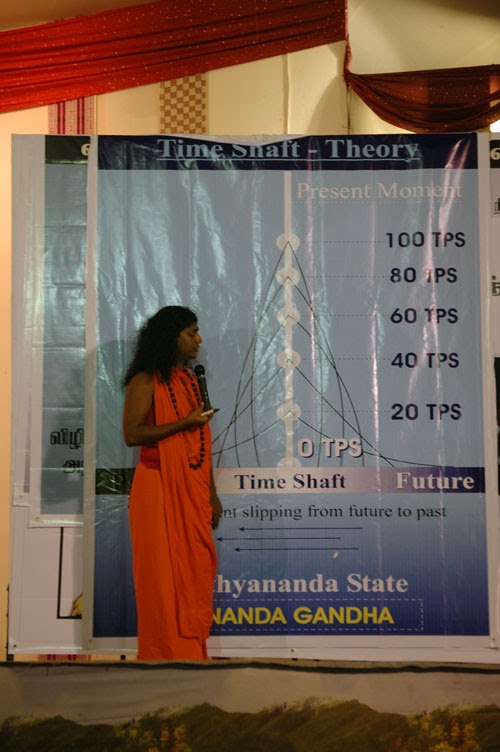 Time Shaft - Theory
Present Moment
100 TPS
80 TPS
60 TPS
40 TPS
20 TPS
0 TPS
Time Shaft Future
slipping from future to past
State
GANDHA
விழி